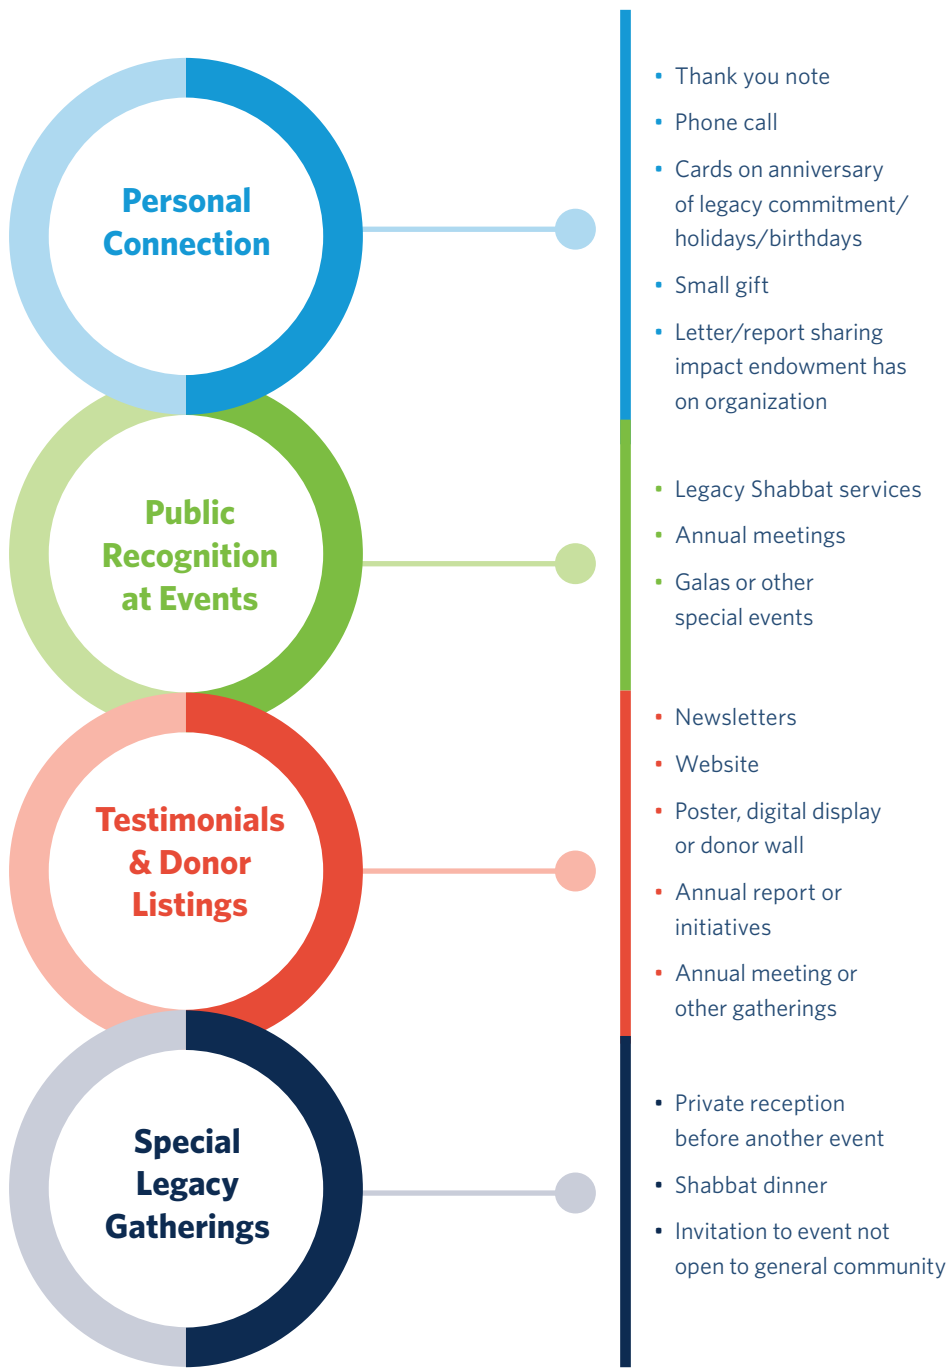 Personal
Connection
• Thank you note
• Phone call
• Cards on anniversary
of legacy commitment/
holidays/birthdays
• Small gift
• Letter/report sharing
impact endowment has
on organization
Public
Recognition
at Events
• Legacy Shabbat services
• Annual meetings
• Galas or other
special events
Testimonials
& Donor
Listings
• Newsletters
• Website
• Poster, digital display
or donor wall
• Annual report or
initiatives
• Annual meeting or
other gatherings
Special
Legacy
Gatherings
• Private reception
before another event
• Shabbat dinner
• Invitation to event not
open to general community